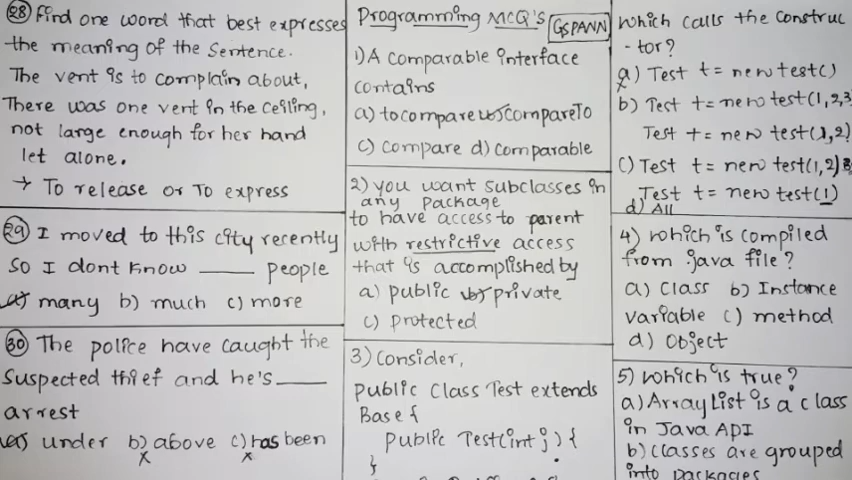 28) Find one word that best expresses
the meaning of the Sentence.
The vent is to complain about,
There was one vent in the ceiling,
not large enough for her hand
let alone.
→ To release or To express
29) I moved to this city recently
So I dont know ____ people
a) many b) much c) more
30) The police have caught the
Suspected thief and he's ____
arrest
a) under b) above c) has been
x x
Programming MCQ'S GSPANN
1) A comparable interface
contains
a) tocompare b) compareTo
c) compare d) comparable
2) you want subclasses in
any package
to have access to parent
with restrictive access
that is accomplished by
a) public b) private
c) Protected
3) Consider,
public Class Test extends
Base {
public Test(int j) {
}
which calls the construc
-tor?
a) Test t = new test()
x
b) Test t = new test(1,2,3
Test t = new test(1,2)
c) Test t = new test(1,2)
Test t = new test(1)
d) All
4) which is compiled
from .java file?
a) Class b) Instance
variable c) method
d) Object
5) which is true?
a) ArrayList is a class
in Java API
b) classes are grouped
into packages